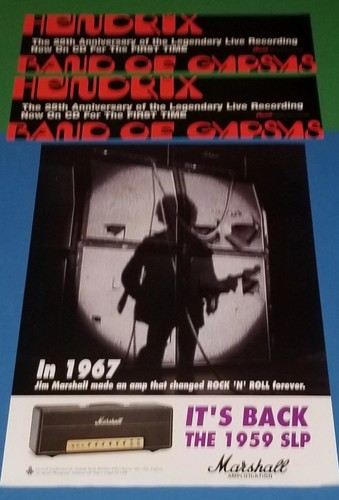 HENDRIX
The 25th Anniversary of the Legendary Live Recording
Now On CD For The FIRST TIME
BAND OF GYPSYS
HENDRIX
The 25th Anniversary of the Legendary Live Recording
Now On CD For The FIRST TIME
BAND OF GYPSYS
In 1967
Jim Marshall made an amp that changed ROCK 'N' ROLL forever.
Marshall
IT'S BACK
THE 1959 SLP
Marshall
AMPLIFICATION